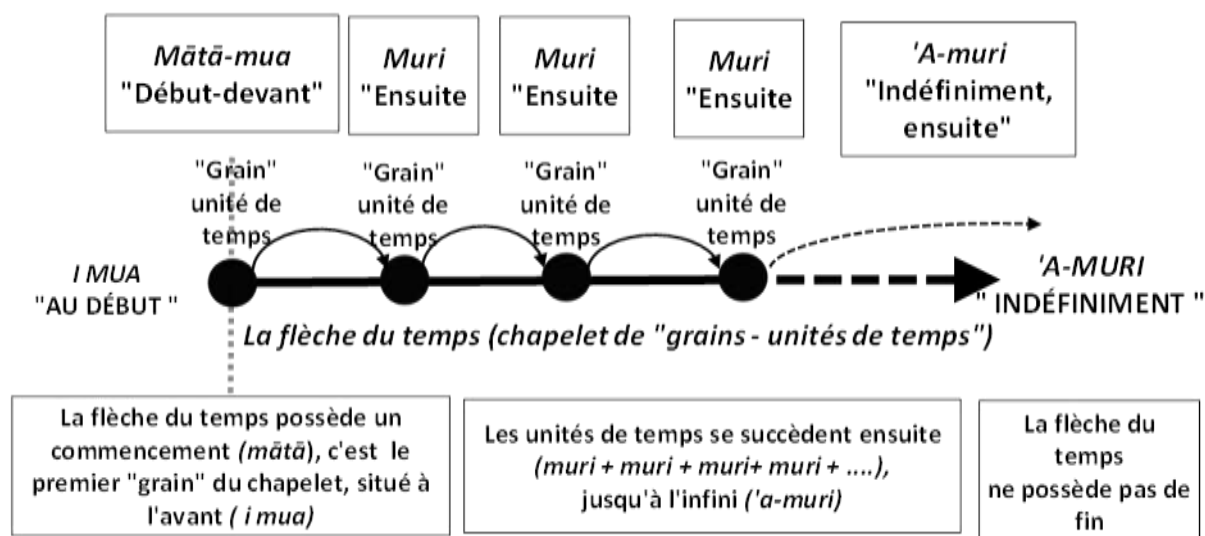 Mātā-mua
"Début-devant"
Muri
"Ensuite
Muri
"Ensuite
Muri
"Ensuite
'A-muri
"Indéfiniment,
ensuite"
"Grain"
unité de
temps
"Grain"
unité de
temps
"Grain"
unité de
temps
"Grain"
unité de
temps
I MUA
"AU DÉBUT "
'A-MURI
" INDÉFINIMENT "
La flèche du temps (chapelet de "grains - unités de temps")
La flèche du temps possède un
commencement (mātā), c'est le
premier "grain" du chapelet, situé à
l'avant ( i mua)
Les unités de temps se succèdent ensuite
(muri + muri + muri+ muri + ....),
jusqu'à l'infini ('a-muri)
La flèche du
temps
ne possède pas de
fin